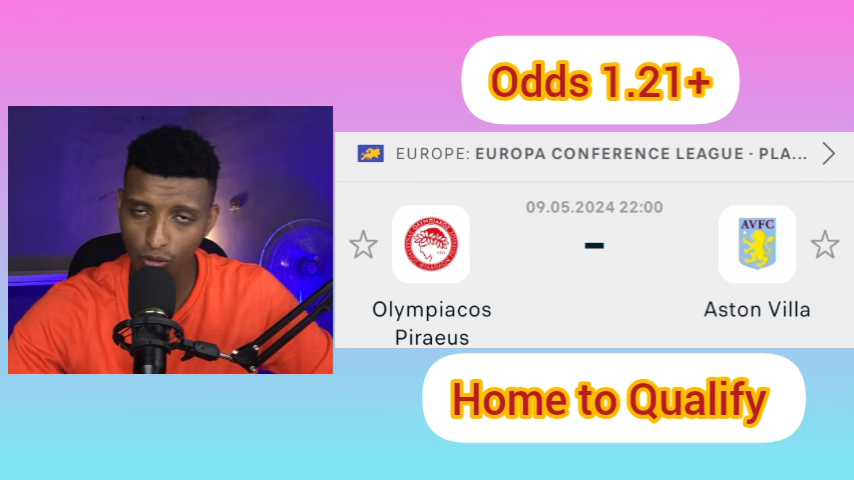 Odds 1.21+
EUROPE: EUROPA CONFERENCE LEAGUE - PLA...
09.05.2024 22:00
-
AVFC
Olympiacos
Piraeus
Aston Villa
Home to Qualify